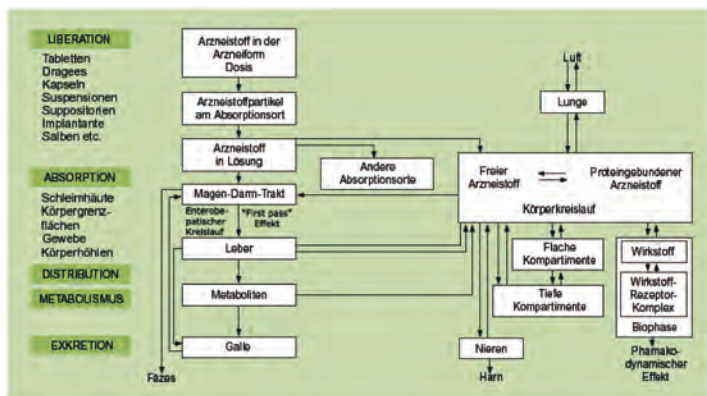 LIBERATION
Tabletten
Dragees
Kapseln
Suspensionen
Suppositorien
Implantante
Salben etc.
ABSORPTION
Schleimhäute
Körpergrenz-
flächen
Gewebe
Körperhöhlen
DISTRIBUTION
METABOLISMUS
EXKRETION
Arzneistoff in der
Arzneiform
Dosis
Arzneistoffpartikel
am Absorptionsort
Arzneistoff
in Lösung
Andere
Absorptionsorte
Magen-Darm-Trakt
Enterohe-
patischer
Kreislauf
"First pass"
Effekt
Leber
Metaboliten
Galle
Fäzes
Luft
Lunge
Freier
Arzneistoff
Proteingebundener
Arzneistoff
Körperkreislauf
Flache
Kompartimente
Tiefe
Kompartimente
Nieren
Harn
Wirkstoff
Wirkstoff-
Rezeptor-
Komplex
Biophase
Phamako-
dynamischer
Effekt